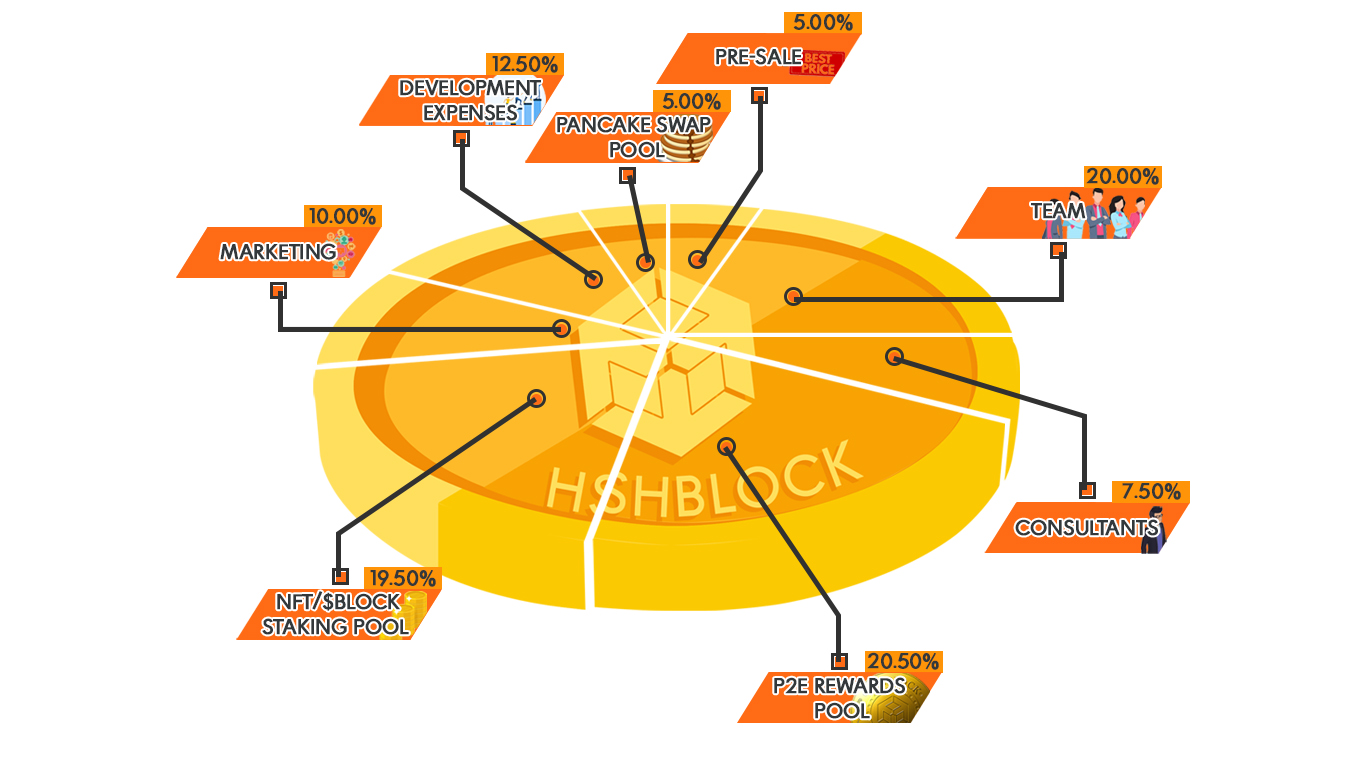 5.00%
PRE-SALE
BEST
PRICE
12.50%
DEVELOPMENT
EXPENSES
5.00%
PANCAKE SWAP
POOL
20.00%
TEAM
10.00%
MARKETING
HSHBLOCK
7.50%
CONSULTANTS
19.50%
NFT/$BLOCK
STAKING POOL
20.50%
P2E REWARDS
POOL